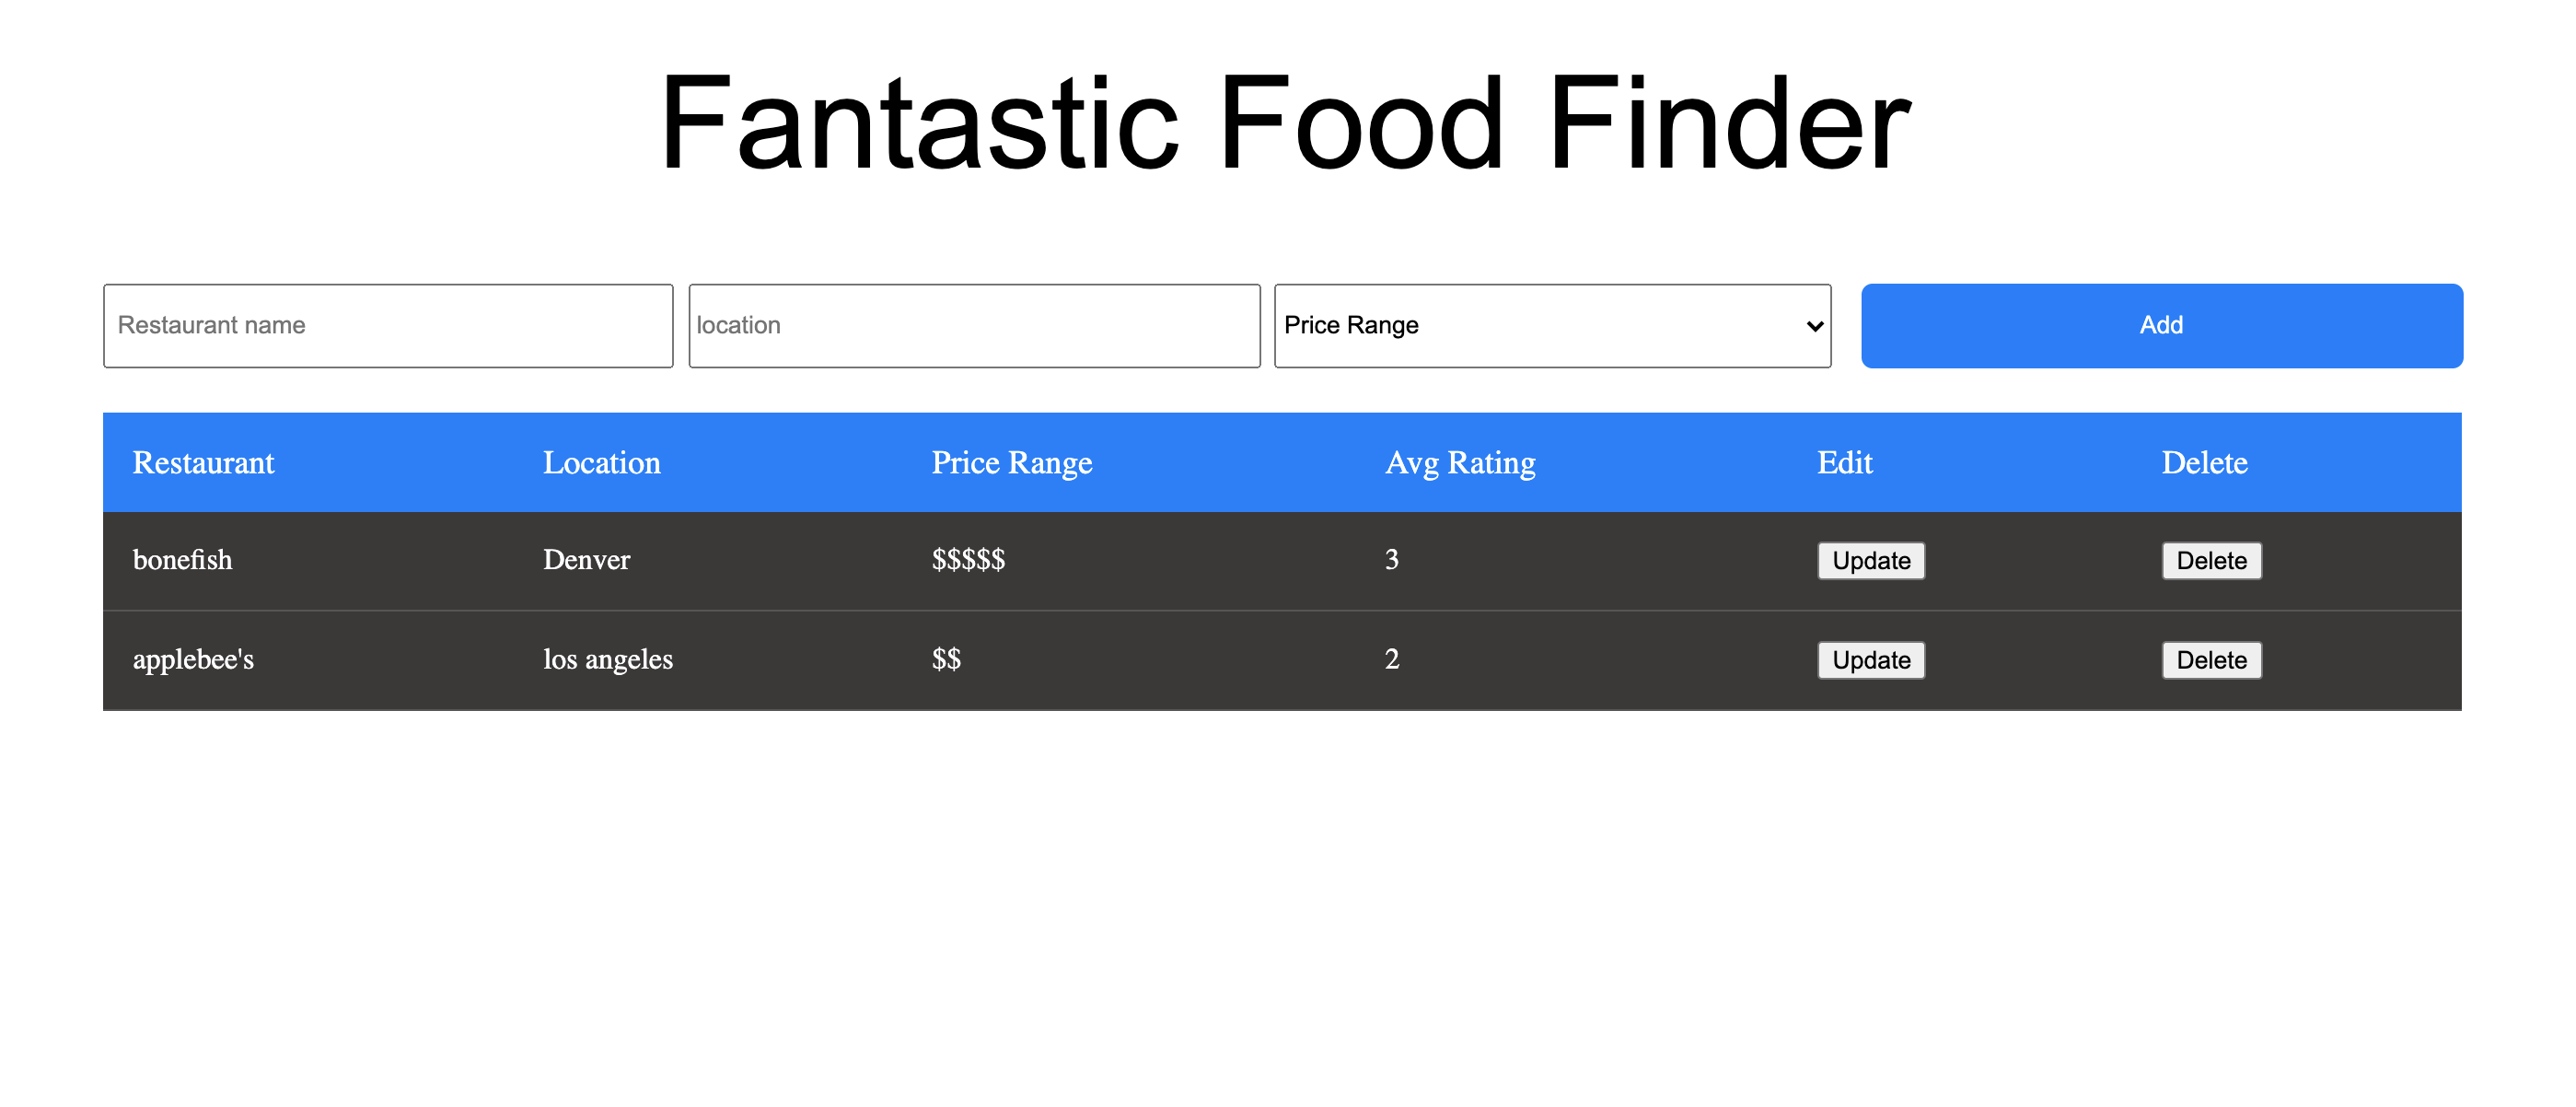 Fantastic Food Finder
Restaurant name location Price Range Add
Restaurant Location Price Range Avg Rating Edit Delete
bonefish Denver $$$$$ 3 Update Delete
applebee's los angeles $$ 2 Update Delete